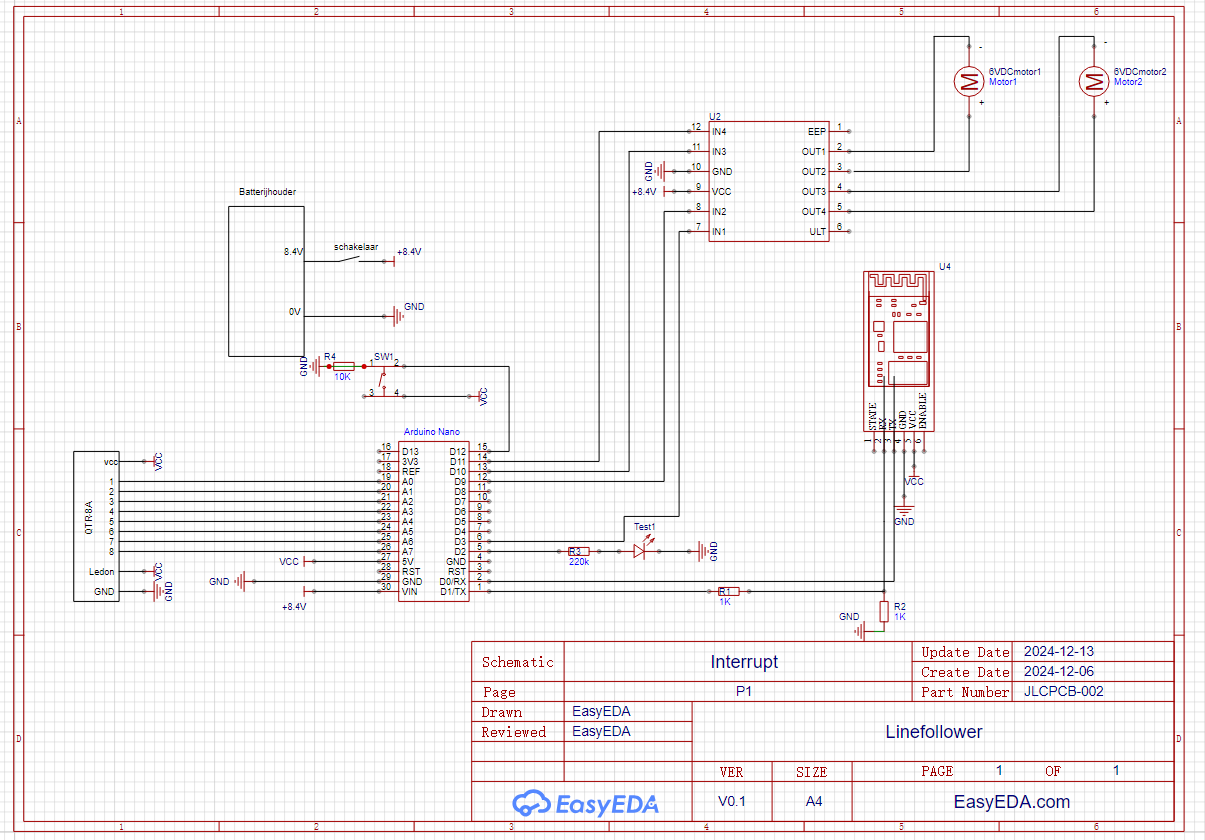 1 2 3 4 5 6
A A
B B
C C
D D
6VDCmotor1
Motor1
- +
M
6VDCmotor2
Motor2
- +
M
U2
12 IN4 EEP 1
11 IN3 OUT1 2
10 GND OUT2 3
9 VCC OUT3 4
8 IN2 OUT4 5
7 IN1 ULT 6
GND
+8.4V
Batterijhouder
8.4V
schakelaar
+8.4V
0V
GND
GND
R4
10K
SW1
1 2
3 4
VCC
U4
STATE
RX
TX
GND
VCC
ENABLE
1 2 3 4 5 6
VCC
GND
Arduino Nano
16 D13 D12 15
17 3V3 D11 14
18 REF D10 13
19 A0 D9 12
20 A1 D8 11
21 A2 D7 10
22 A3 D6 9
23 A4 D5 8
24 A5 D4 7
25 A6 D3 6
26 A7 D2 5
27 5V GND 4
28 RST RST 3
29 GND D0/RX 2
30 VIN D1/TX 1
QTR8A
vcc
1
2
3
4
5
6
7
8
Ledon
GND
VCC
VCC
GND
VCC
GND
+8.4V
Test1
R3
220k
GND
R1
1K
R2
1K
GND
Schematic Interrupt
Update Date 2024-12-13
Create Date 2024-12-06
Page P1
Part Number JLCPCB-002
Drawn EasyEDA
Reviewed EasyEDA
Linefollower
VER SIZE PAGE 1 OF 1
EasyEDA V0.1 A4 EasyEDA.com
1 2 3 4 5 6